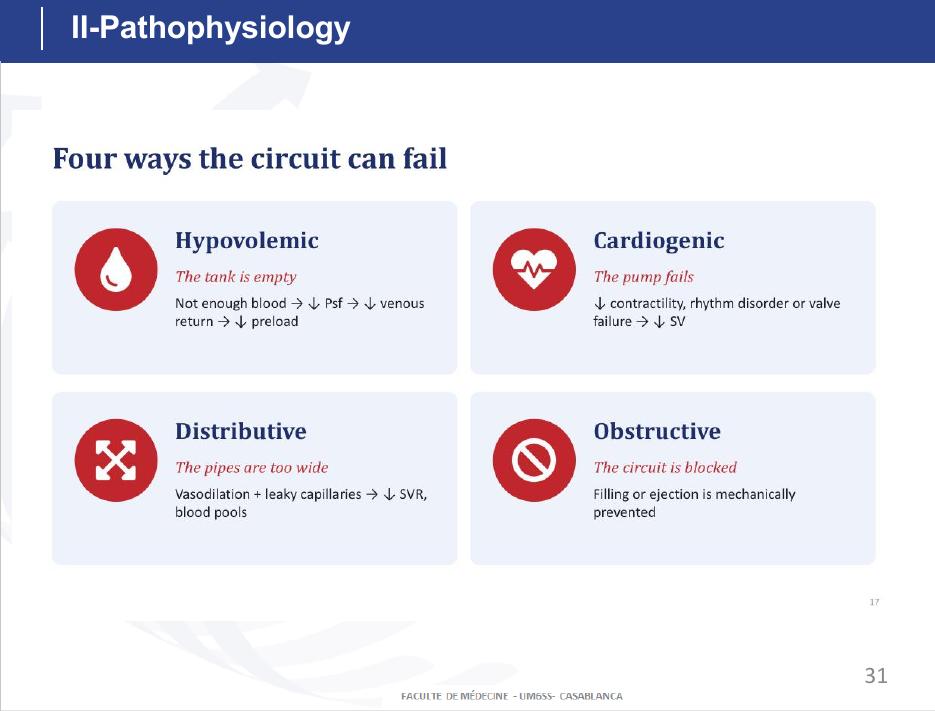 II-Pathophysiology
Four ways the circuit can fail
Hypovolemic
The tank is empty
Not enough blood → ↓ Psf → ↓ venous
return → ↓ preload
Cardiogenic
The pump fails
↓ contractility, rhythm disorder or valve
failure → ↓ SV
Distributive
The pipes are too wide
Vasodilation + leaky capillaries → ↓ SVR,
blood pools
Obstructive
The circuit is blocked
Filling or ejection is mechanically
prevented
17
31
FACULTE DE MÉDECINE - UM6SS- CASABLANCA